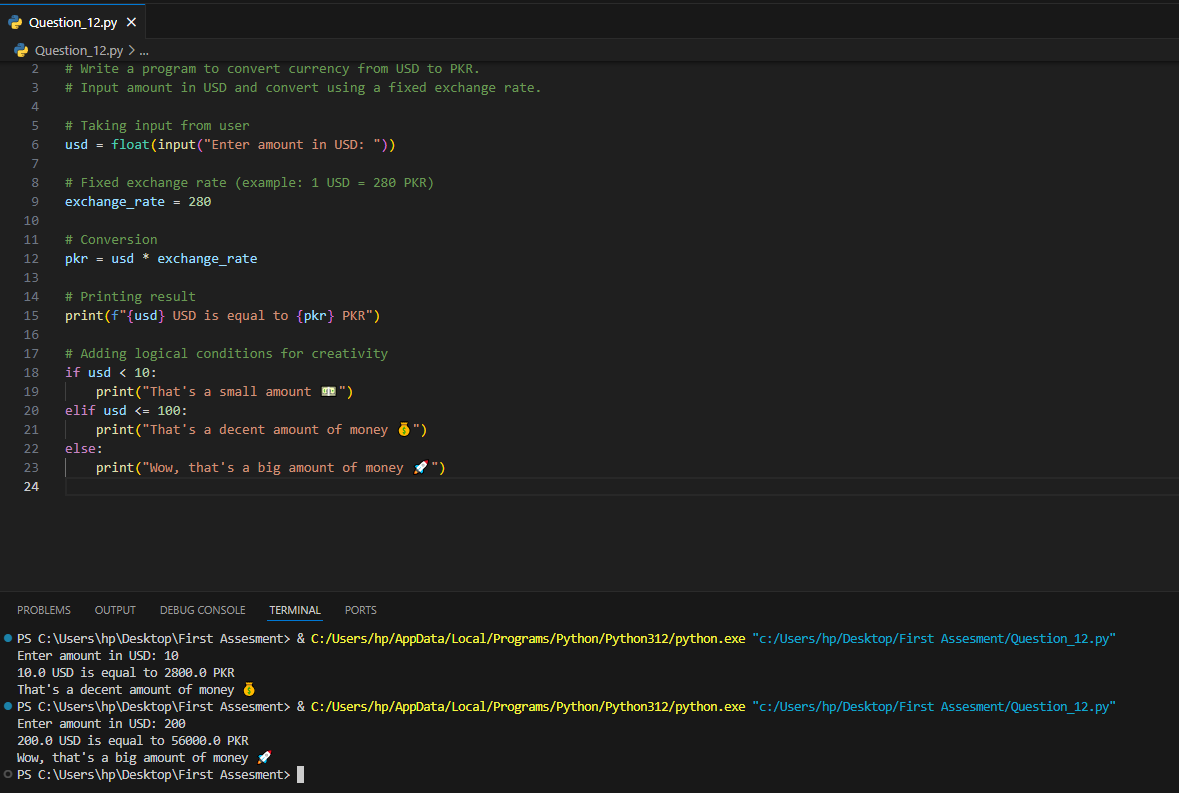 Question_12.py ✕
Question_12.py > ...
2 # Write a program to convert currency from USD to PKR.
3 # Input amount in USD and convert using a fixed exchange rate.
4
5 # Taking input from user
6 usd = float(input("Enter amount in USD: "))
7
8 # Fixed exchange rate (example: 1 USD = 280 PKR)
9 exchange_rate = 280
10
11 # Conversion
12 pkr = usd * exchange_rate
13
14 # Printing result
15 print(f"{usd} USD is equal to {pkr} PKR")
16
17 # Adding logical conditions for creativity
18 if usd < 10:
19     print("That's a small amount 💵")
20 elif usd <= 100:
21     print("That's a decent amount of money 💰")
22 else:
23     print("Wow, that's a big amount of money 🚀")
24
PROBLEMS OUTPUT DEBUG CONSOLE TERMINAL PORTS
PS C:\Users\hp\Desktop\First Assesment> & C:/Users/hp/AppData/Local/Programs/Python/Python312/python.exe "c:/Users/hp/Desktop/First Assesment/Question_12.py"
Enter amount in USD: 10
10.0 USD is equal to 2800.0 PKR
That's a decent amount of money 💰
PS C:\Users\hp\Desktop\First Assesment> & C:/Users/hp/AppData/Local/Programs/Python/Python312/python.exe "c:/Users/hp/Desktop/First Assesment/Question_12.py"
Enter amount in USD: 200
200.0 USD is equal to 56000.0 PKR
Wow, that's a big amount of money 🚀
PS C:\Users\hp\Desktop\First Assesment>